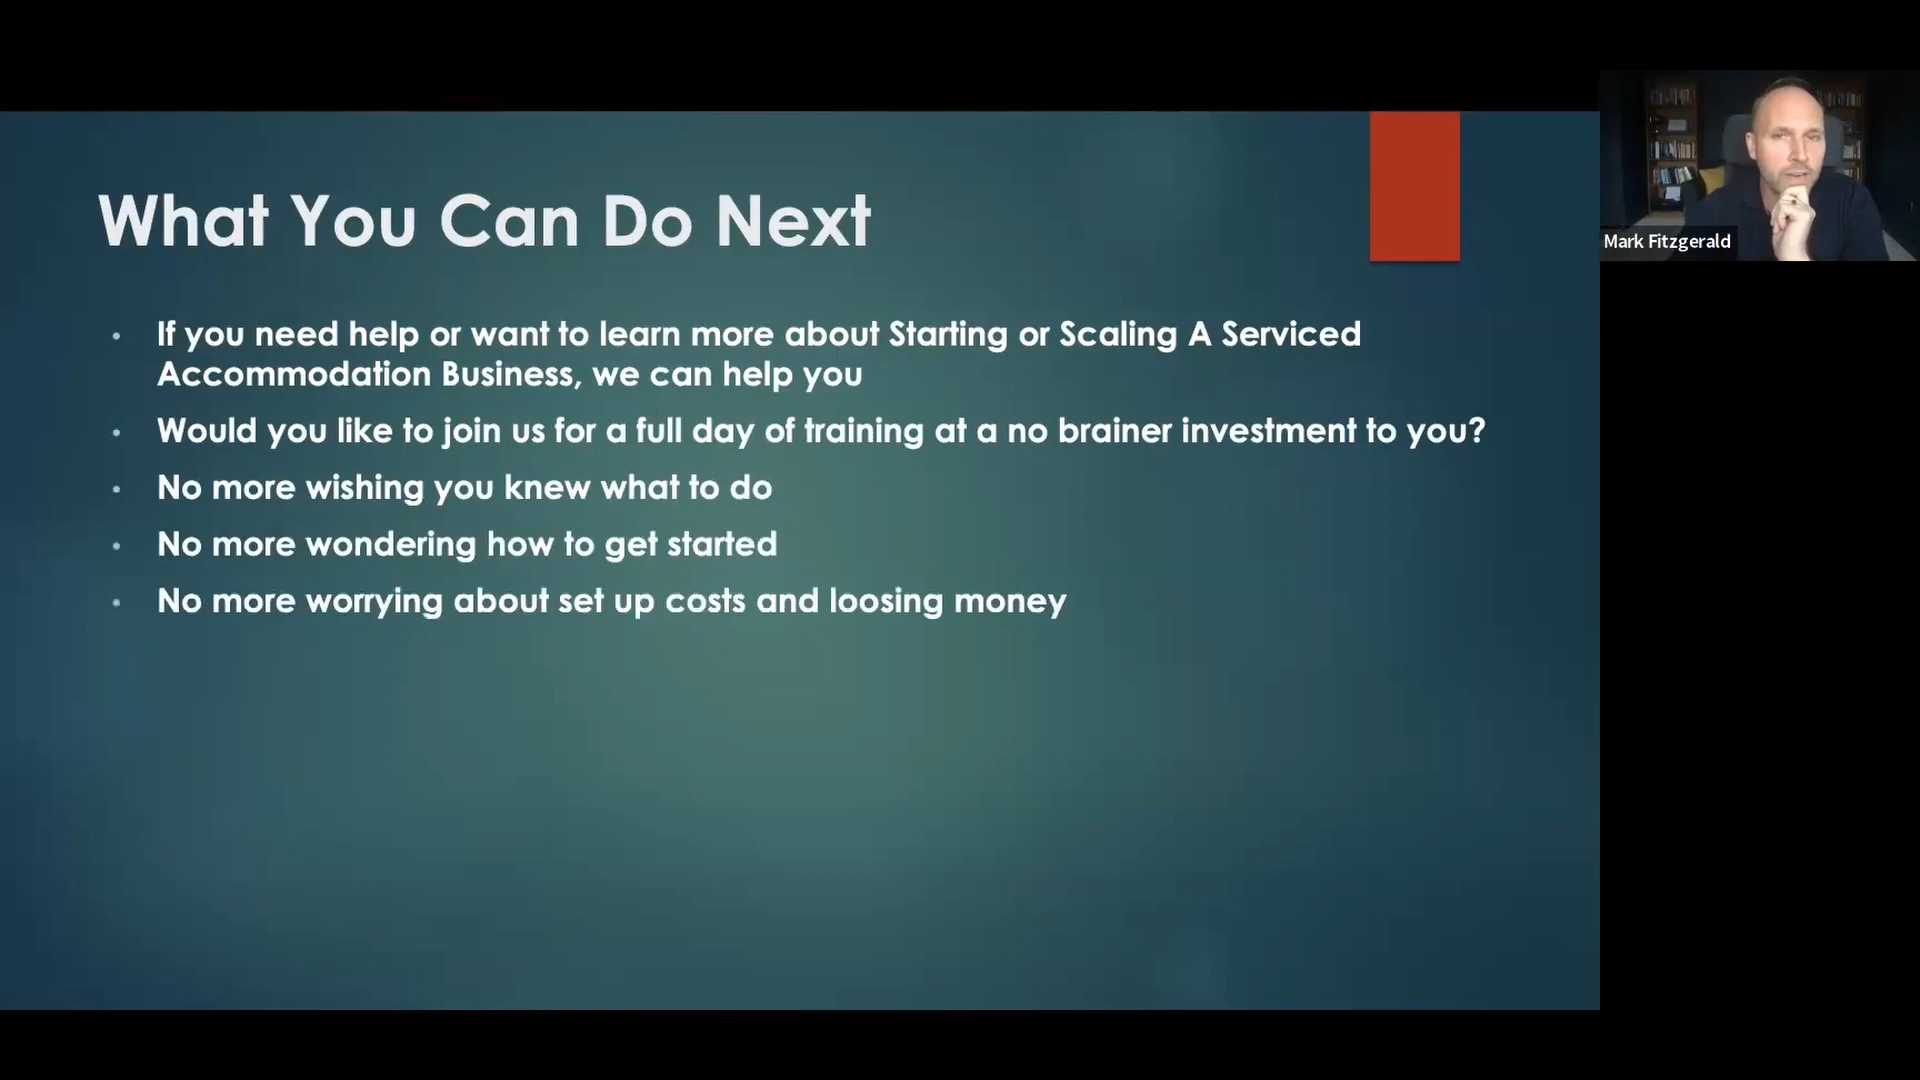 What You Can Do Next
• If you need help or want to learn more about Starting or Scaling A Serviced
Accommodation Business, we can help you
• Would you like to join us for a full day of training at a no brainer investment to you?
• No more wishing you knew what to do
• No more wondering how to get started
• No more worrying about set up costs and loosing money
Mark Fitzgerald